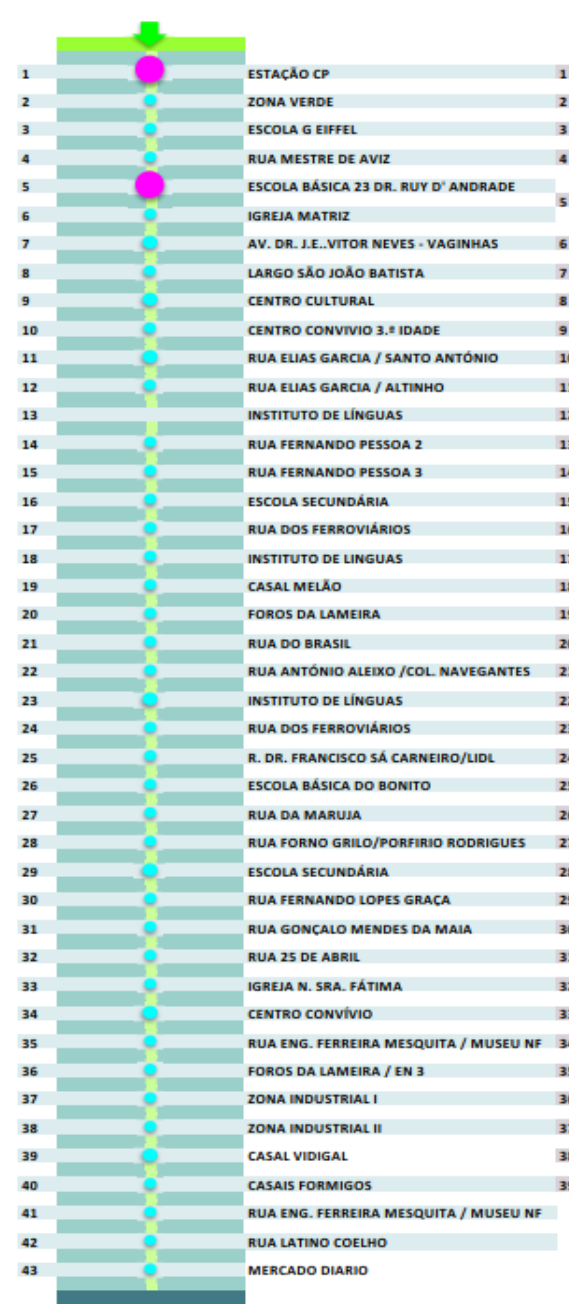 1 ESTAÇÃO CP 1
2 ZONA VERDE 2
3 ESCOLA G EIFFEL 3
4 RUA MESTRE DE AVIZ 4
5 ESCOLA BÁSICA 23 DR. RUY D' ANDRADE
5
6 IGREJA MATRIZ
7 AV. DR. J.E..VITOR NEVES - VAGINHAS 6
8 LARGO SÃO JOÃO BATISTA 7
9 CENTRO CULTURAL 8
10 CENTRO CONVIVIO 3.ª IDADE 9
11 RUA ELIAS GARCIA / SANTO ANTÓNIO
12 RUA ELIAS GARCIA / ALTINHO
13 INSTITUTO DE LÍNGUAS
14 RUA FERNANDO PESSOA 2
15 RUA FERNANDO PESSOA 3
16 ESCOLA SECUNDÁRIA
17 RUA DOS FERROVIÁRIOS
18 INSTITUTO DE LINGUAS
19 CASAL MELÃO
20 FOROS DA LAMEIRA
21 RUA DO BRASIL
22 RUA ANTÓNIO ALEIXO /COL. NAVEGANTES
23 INSTITUTO DE LÍNGUAS
24 RUA DOS FERROVIÁRIOS
25 R. DR. FRANCISCO SÁ CARNEIRO/LIDL
26 ESCOLA BÁSICA DO BONITO
27 RUA DA MARUJA
28 RUA FORNO GRILO/PORFIRIO RODRIGUES
29 ESCOLA SECUNDÁRIA
30 RUA FERNANDO LOPES GRAÇA
31 RUA GONÇALO MENDES DA MAIA
32 RUA 25 DE ABRIL
33 IGREJA N. SRA. FÁTIMA
34 CENTRO CONVÍVIO
35 RUA ENG. FERREIRA MESQUITA / MUSEU NF
36 FOROS DA LAMEIRA / EN 3
37 ZONA INDUSTRIAL I
38 ZONA INDUSTRIAL II
39 CASAL VIDIGAL
40 CASAIS FORMIGOS
41 RUA ENG. FERREIRA MESQUITA / MUSEU NF
42 RUA LATINO COELHO
43 MERCADO DIARIO